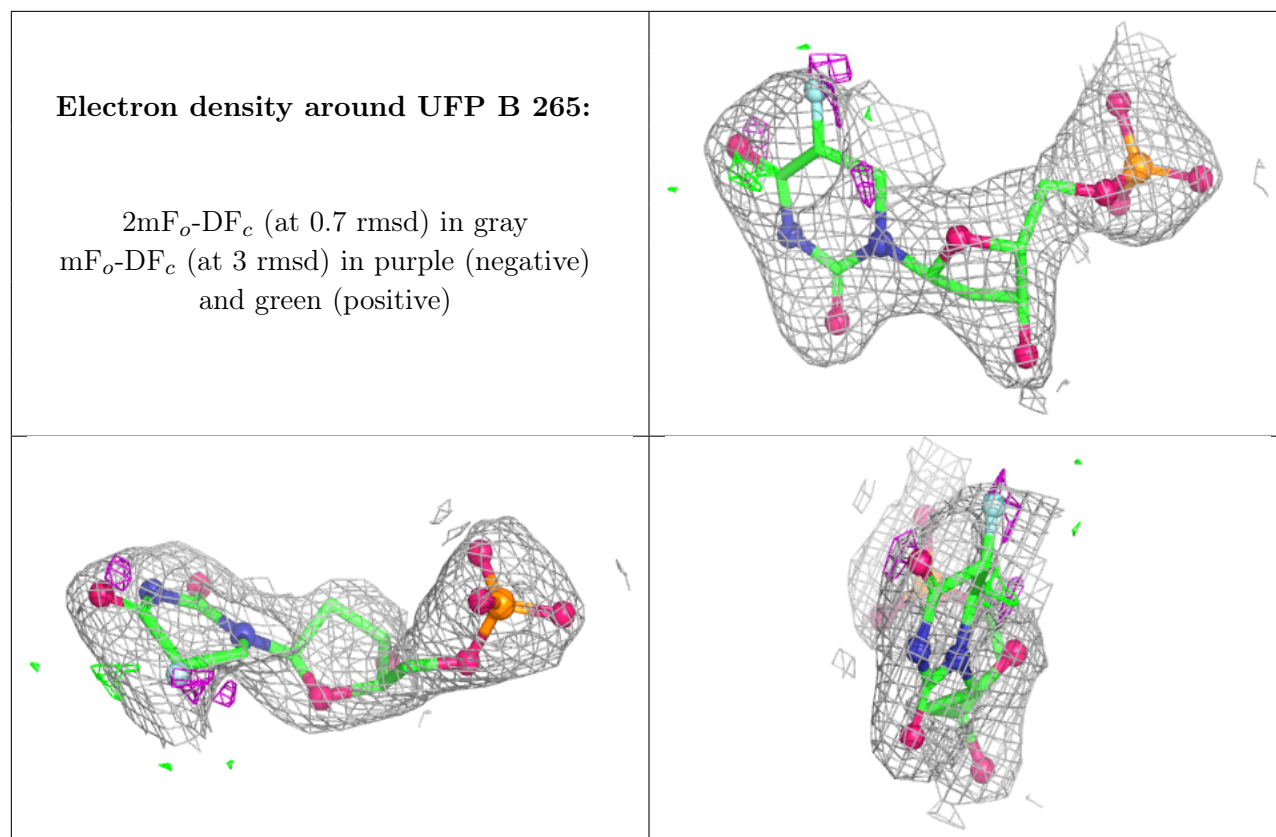 Electron density around UFP B 265:
2mFo-DFc (at 0.7 rmsd) in gray
mFo-DFc (at 3 rmsd) in purple (negative)
and green (positive)